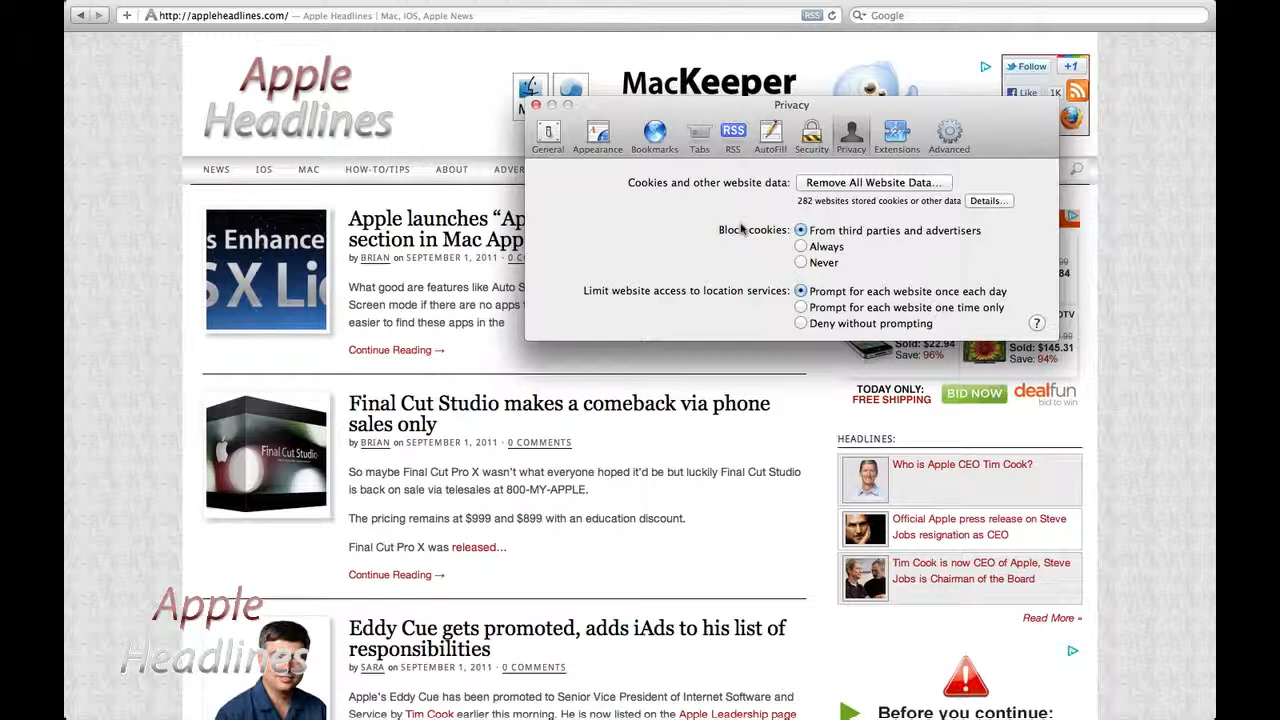 http://appleheadlines.com/ — Apple Headlines | Mac, IOS, Apple News
RSS
Google
Apple
Headlines
MacKeeper
Follow
+1
Like
1K
NEWS
IOS
MAC
HOW-TO/TIPS
ABOUT
Privacy
General
Appearance
Bookmarks
Tabs
RSS
RSS
AutoFill
Security
Privacy
Extensions
Advanced
Cookies and other website data:
Remove All Website Data...
282 websites stored cookies or other data
Details...
Block cookies:
From third parties and advertisers
Always
Never
Limit website access to location services:
Prompt for each website once each day
Prompt for each website one time only
Deny without prompting
?
s Enhance
S X Li
Apple launches “Ap
section in Mac App
by BRIAN on SEPTEMBER 1, 2011 ·
What good are features like Auto S
Screen mode if there are no apps
easier to find these apps in the
Continue Reading →
Sold: $22.94
Save: 96%
Sold: $145.31
Save: 94%
TODAY ONLY:
FREE SHIPPING
BID NOW
dealfun
bid to win
Final Cut Studio
Final Cut Studio makes a comeback via phone
sales only
by BRIAN on SEPTEMBER 1, 2011 · 0 COMMENTS
So maybe Final Cut Pro X wasn’t what everyone hoped it’d be but luckily Final Cut Studio
is back on sale via telesales at 800-MY-APPLE.
The pricing remains at $999 and $899 with an education discount.
Final Cut Pro X was released...
Continue Reading →
HEADLINES:
Who is Apple CEO Tim Cook?
Official Apple press release on Steve
Jobs resignation as CEO
Tim Cook is now CEO of Apple, Steve
Jobs is Chairman of the Board
Read More »
Apple
Headlines
Eddy Cue gets promoted, adds iAds to his list of
responsibilities
by SARA on SEPTEMBER 1, 2011 · 0 COMMENTS
Apple’s Eddy Cue has been promoted to Senior Vice President of Internet Software and
Service by Tim Cook earlier this morning. He is now listed on the Apple Leadership page
Before you continue: